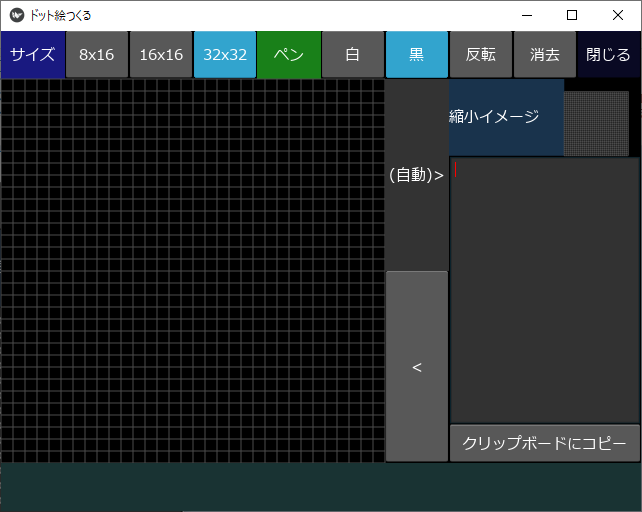 ドット絵つくる
サイズ 8x16 16x16 32x32 ペン 白 黒 反転 消去 閉じる
縮小イメージ
(自動)>
<
クリップボードにコピー